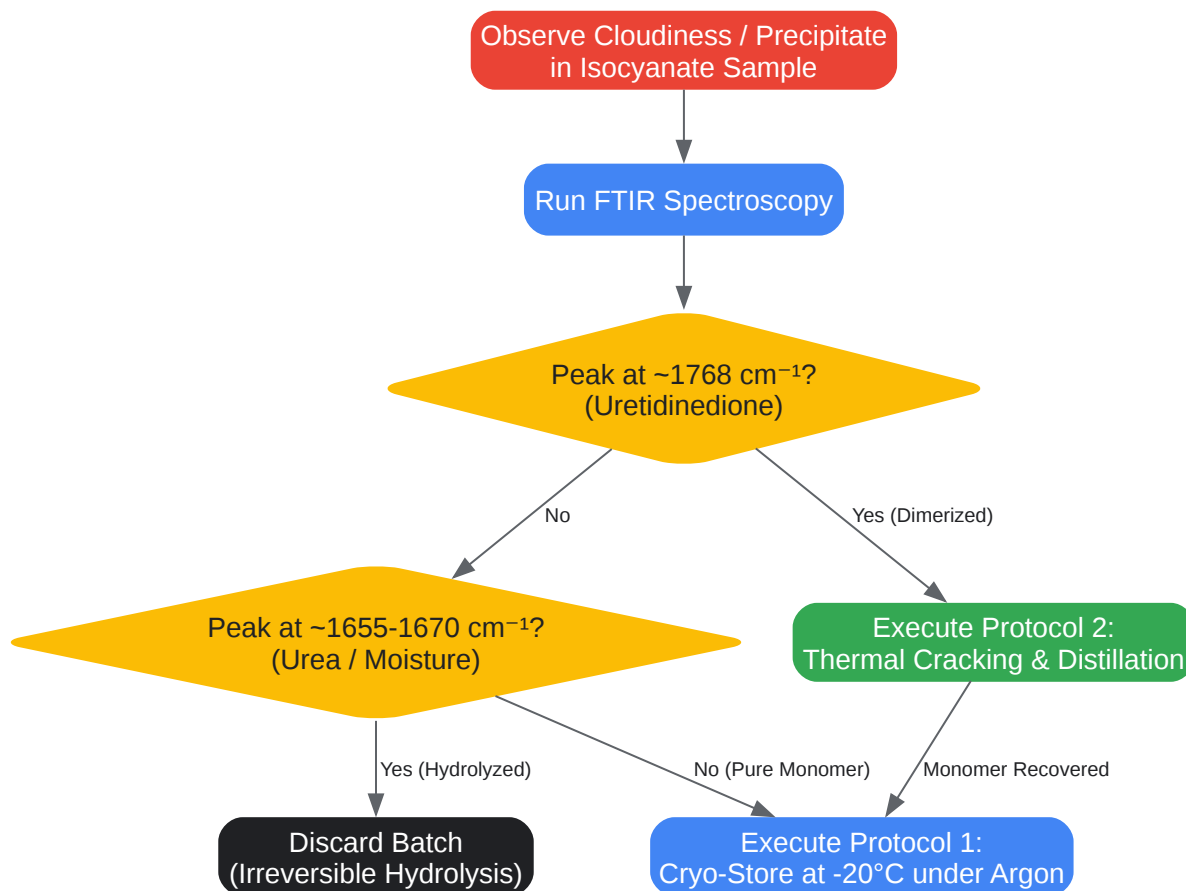 Observe Cloudiness / Precipitate
in Isocyanate Sample
Run FTIR Spectroscopy
Peak at ~1768 cm⁻¹?
(Uretidinedione)
No
Yes (Dimerized)
Peak at ~1655-1670 cm⁻¹?
(Urea / Moisture)
Execute Protocol 2:
Thermal Cracking & Distillation
Yes (Hydrolyzed)
No (Pure Monomer)
Monomer Recovered
Discard Batch
(Irreversible Hydrolysis)
Execute Protocol 1:
Cryo-Store at -20°C under Argon